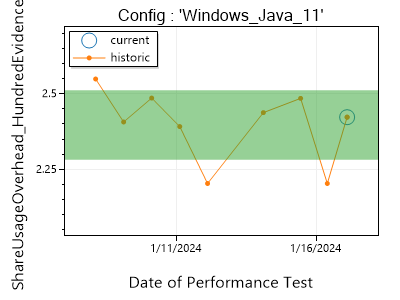 Config : 'Windows_Java_11'
current
historic
ShareUsageOverhead_HundredEvidence
2.5
2.25
1/11/2024
1/16/2024
Date of Performance Test